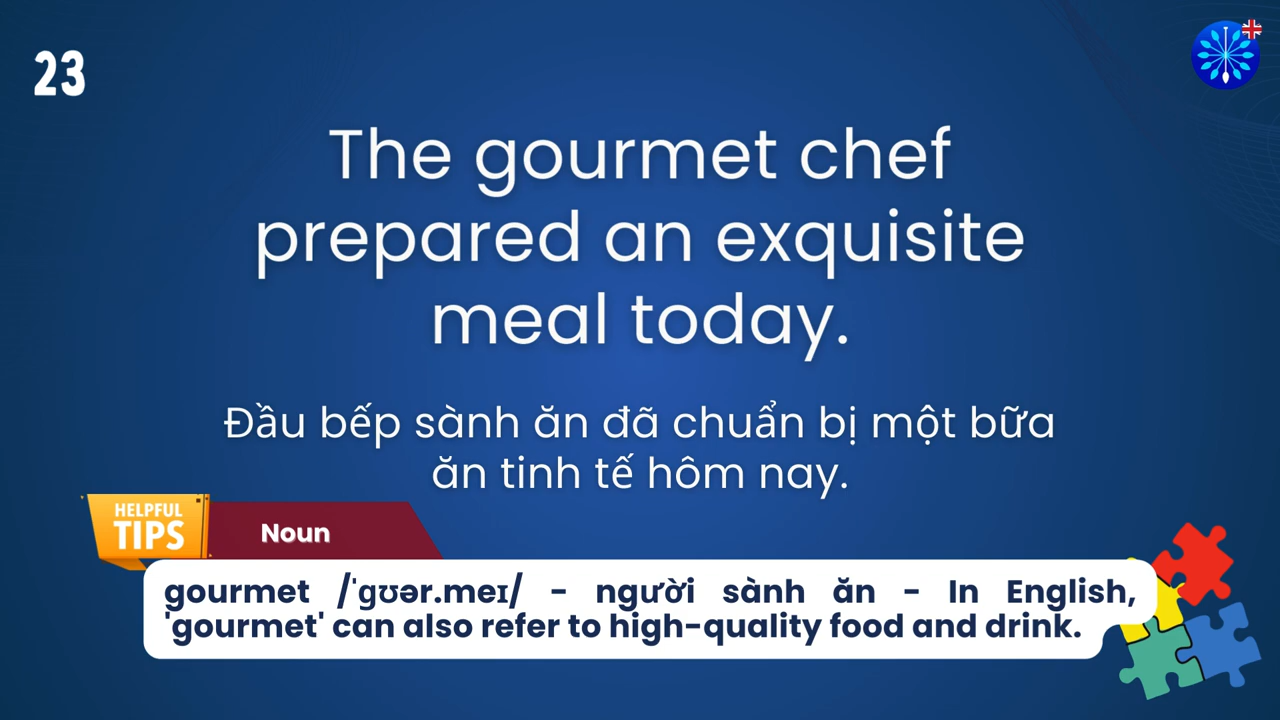 23
The gourmet chef
prepared an exquisite
meal today.
Đầu bếp sành ăn đã chuẩn bị một bữa
ăn tinh tế hôm nay.
HELPFUL
TIPS
Noun
gourmet /ˈɡʊər.meɪ/ - người sành ăn - In English,
'gourmet' can also refer to high-quality food and drink.